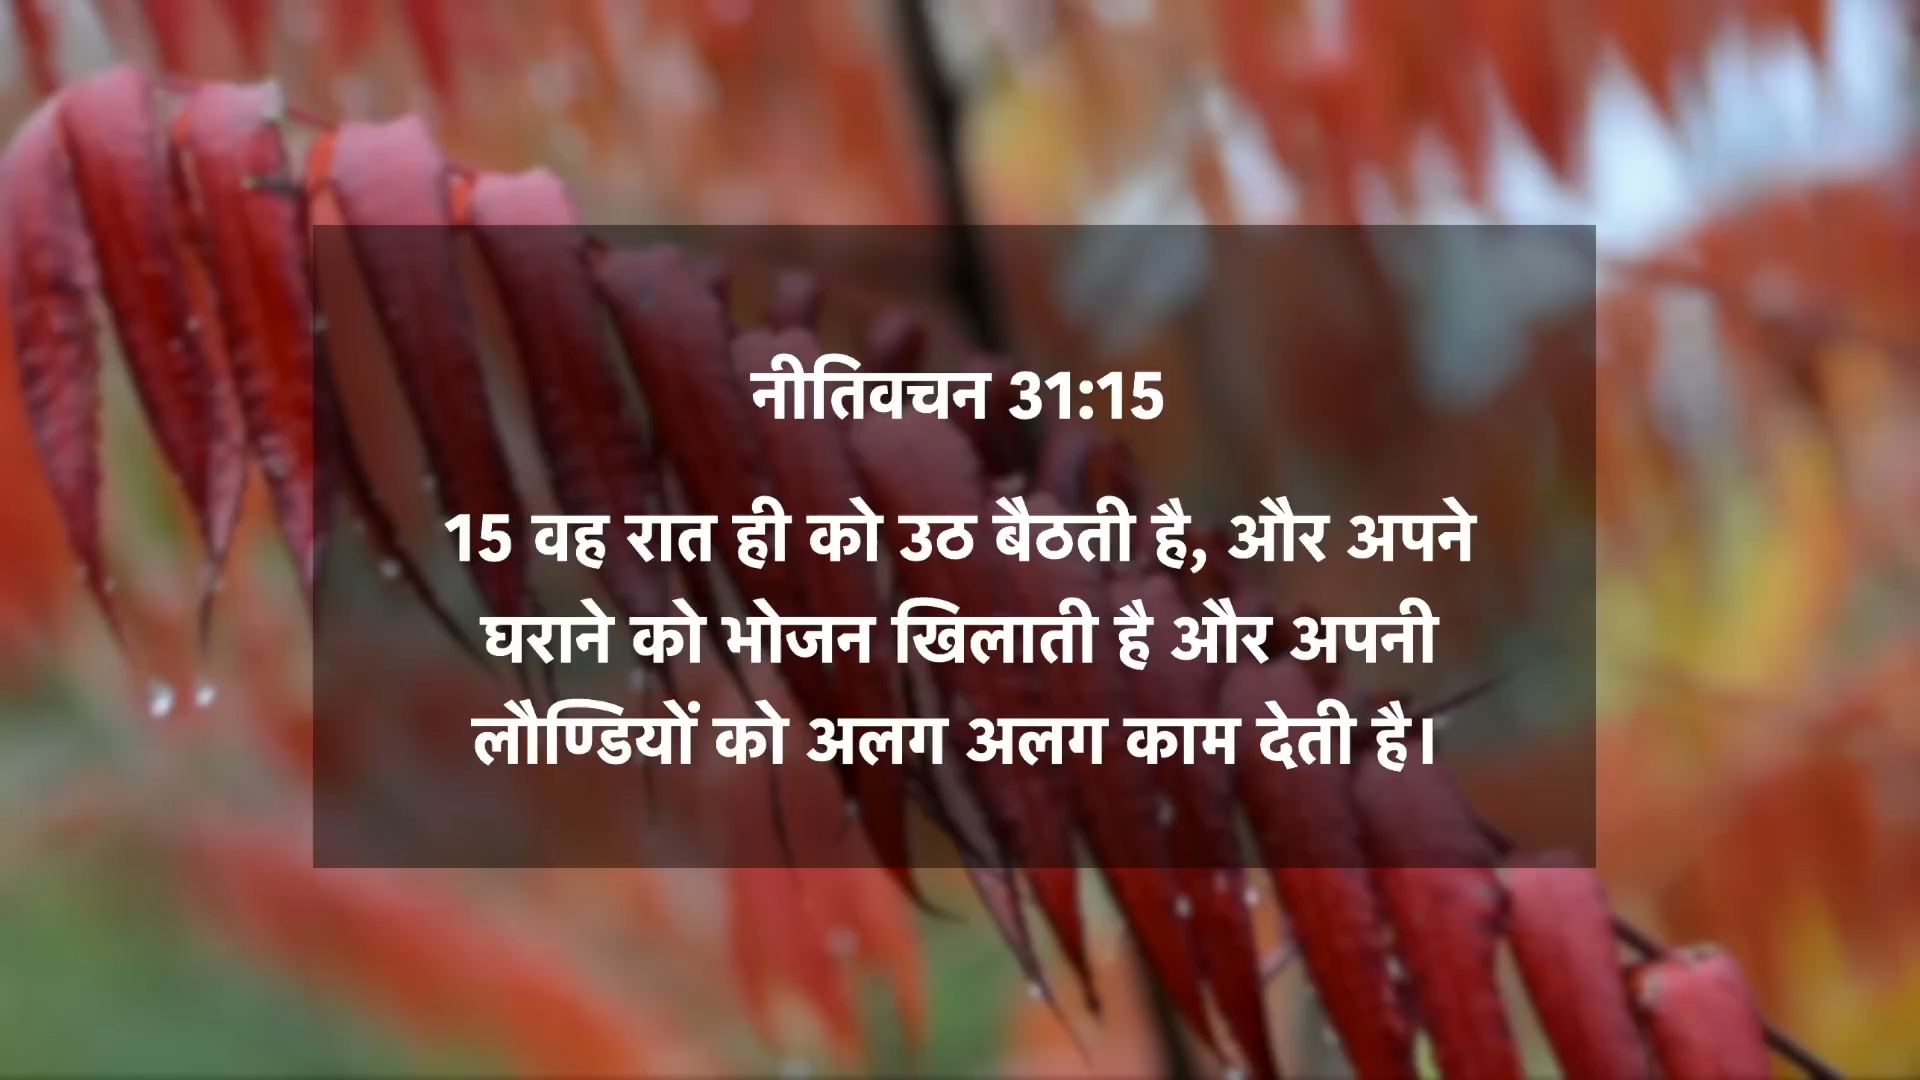 नीतिवचन 31:15
15 वह रात ही को उठ बैठती है, और अपने
घराने को भोजन खिलाती है और अपनी
लौण्डियों को अलग अलग काम देती है।